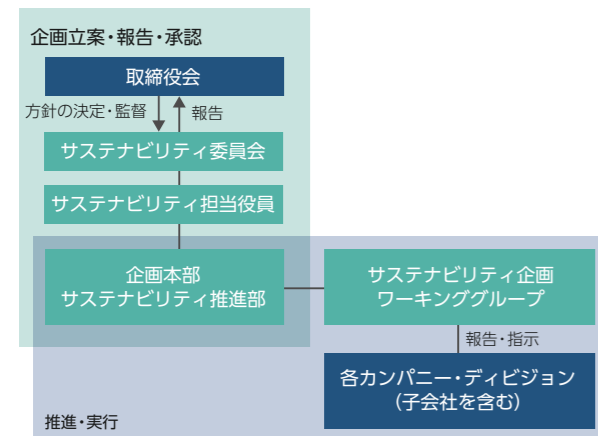 企画立案・報告・承認
取締役会
方針の決定・監督
報告
サステナビリティ委員会
サステナビリティ担当役員
企画本部
サステナビリティ推進部
サステナビリティ企画
ワーキンググループ
報告・指示
各カンパニー・ディビジョン
（子会社を含む）
推進・実行